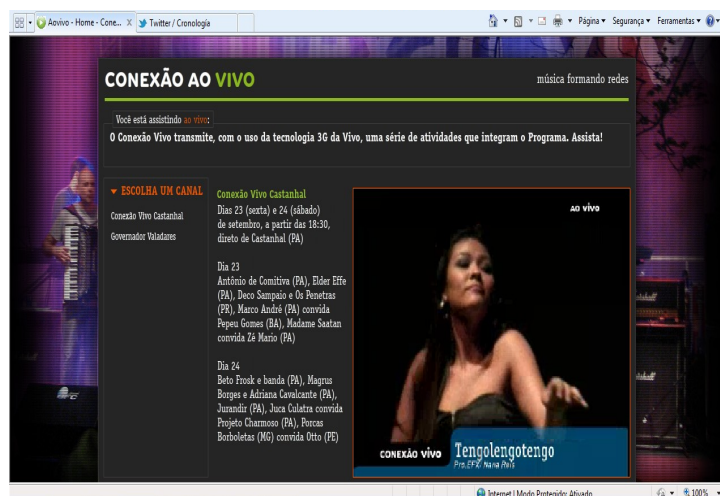 Aovivo - Home - Cone...
Twitter / Cronología
Página
Segurança
Ferramentas
CONEXÃO AO VIVO
música formando redes
Você está assistindo ao vivo:
O Conexão Vivo transmite, com o uso da tecnologia 3G da Vivo, uma série de atividades que integram o Programa. Assista!
ESCOLHA UM CANAL
Conexão Vivo Castanhal
Governador Valadares
Conexão Vivo Castanhal
Dias 23 (sexta) e 24 (sábado)
de setembro, a partir das 18:30,
direto de Castanhal (PA)
Dia 23
Antônio de Comitiva (PA), Elder Effe
(PA), Deco Sampaio e Os Penetras
(PR), Marco André (PA) convida
Pepeu Gomes (BA), Madame Saatan
convida Zé Mario (PA)
Dia 24
Beto Frosk e banda (PA), Magrus
Borges e Adriana Cavalcante (PA),
Jurandir (PA), Juca Culatra convida
Projeto Charmoso (PA), Porcas
Borboletas (MG) convida Otto (PE)
AO VIVO
CONEXÃO VIVO
Tengolengotengo
Pro.EFX/ Nana Reis
Internet | Modo Protegido: Ativado
100%